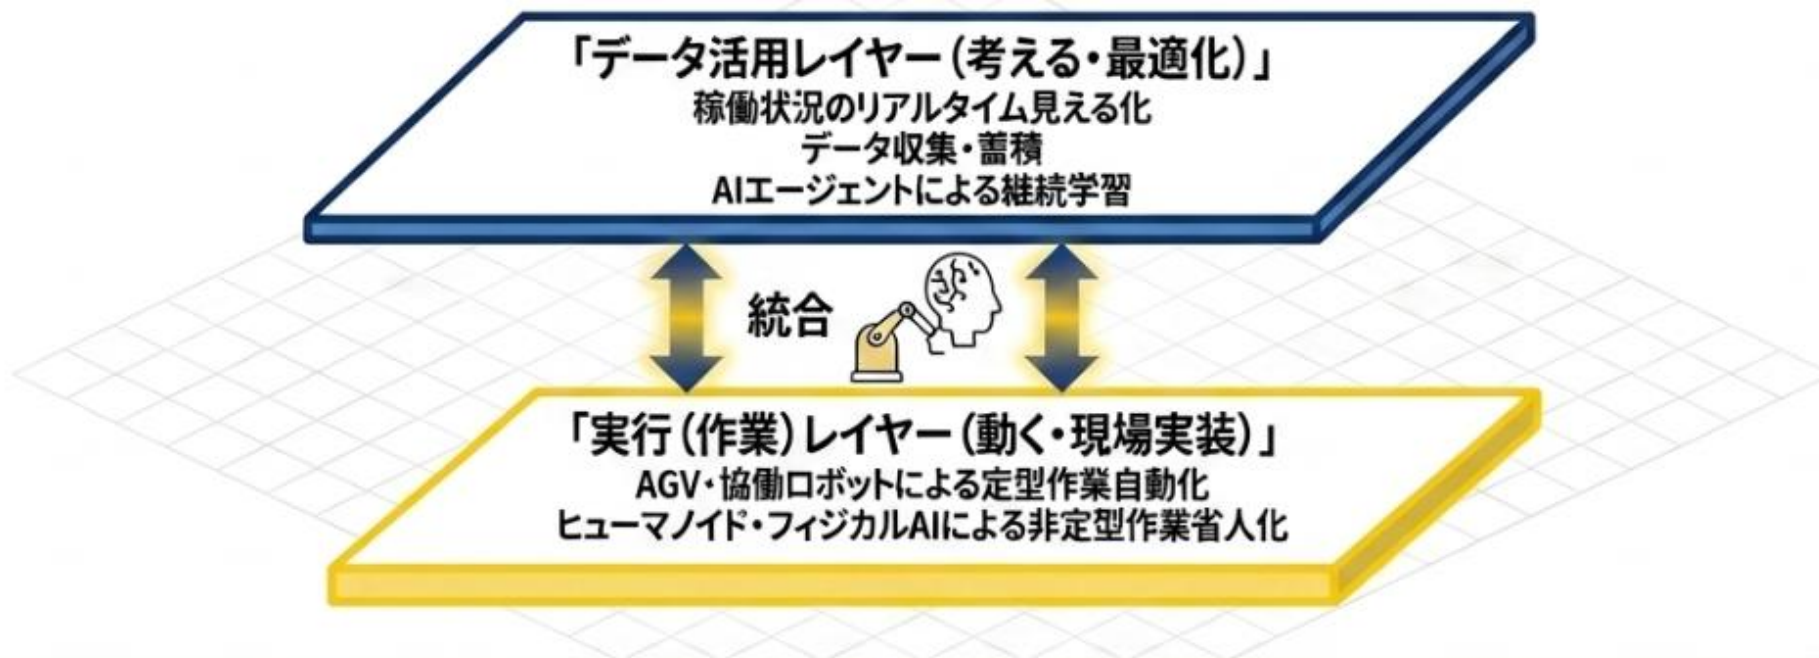 「データ活用レイヤー（考える・最適化）」
稼働状況のリアルタイム見える化
データ収集・蓄積
AIエージェントによる継続学習
統合
「実行（作業）レイヤー（動く・現場実装）」
AGV・協働ロボットによる定型作業自動化
ヒューマノイド・フィジカルAIによる非定型作業省人化